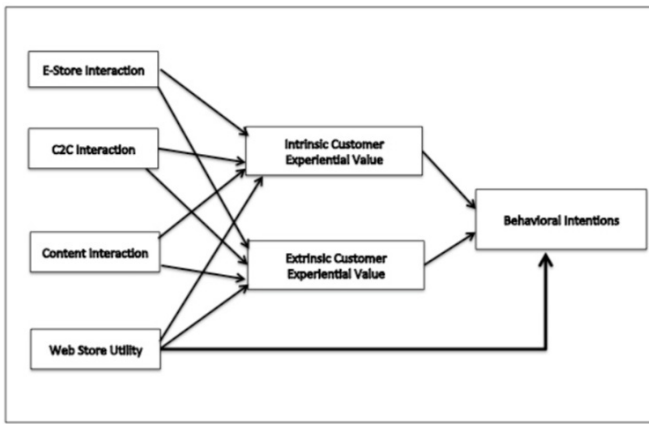 E-Store Interaction
C2C Interaction
Content Interaction
Web Store Utility
Intrinsic Customer
Experiential Value
Extrinsic Customer
Experiential Value
Behavioral Intentions